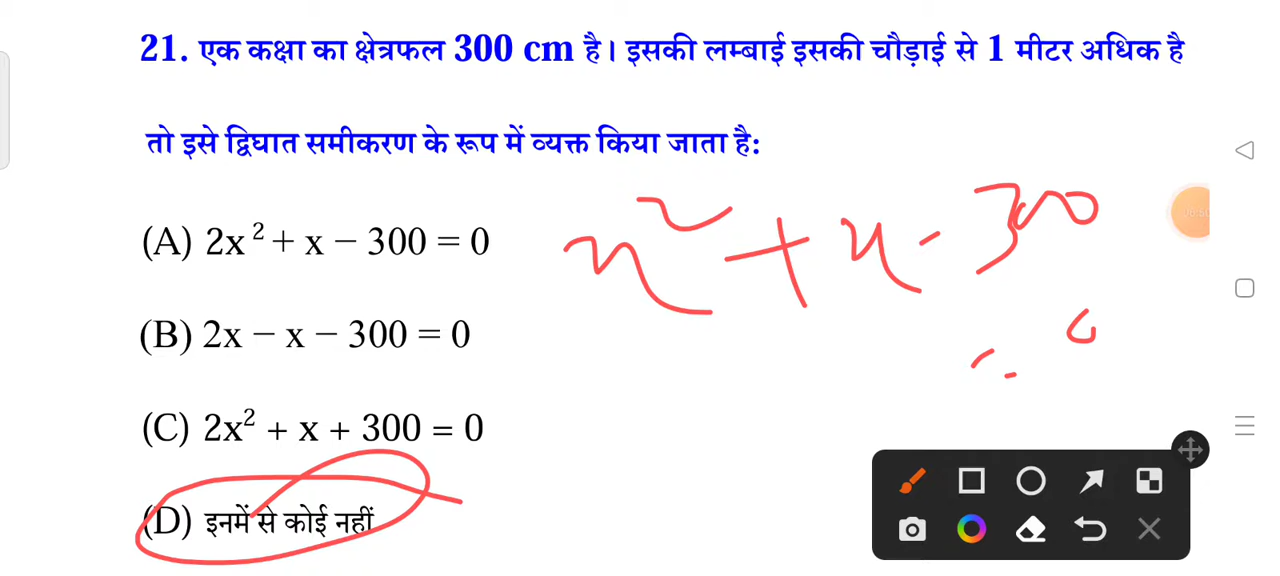 21. एक कक्षा का क्षेत्रफल 300 cm है। इसकी लम्बाई इसकी चौड़ाई से 1 मीटर अधिक है
तो इसे द्विघात समीकरण के रूप में व्यक्त किया जाता है:
(A) 2x² + x − 300 = 0
x² + x - 300
(B) 2x − x − 300 = 0
(C) 2x² + x + 300 = 0
(D) इनमें से कोई नहीं